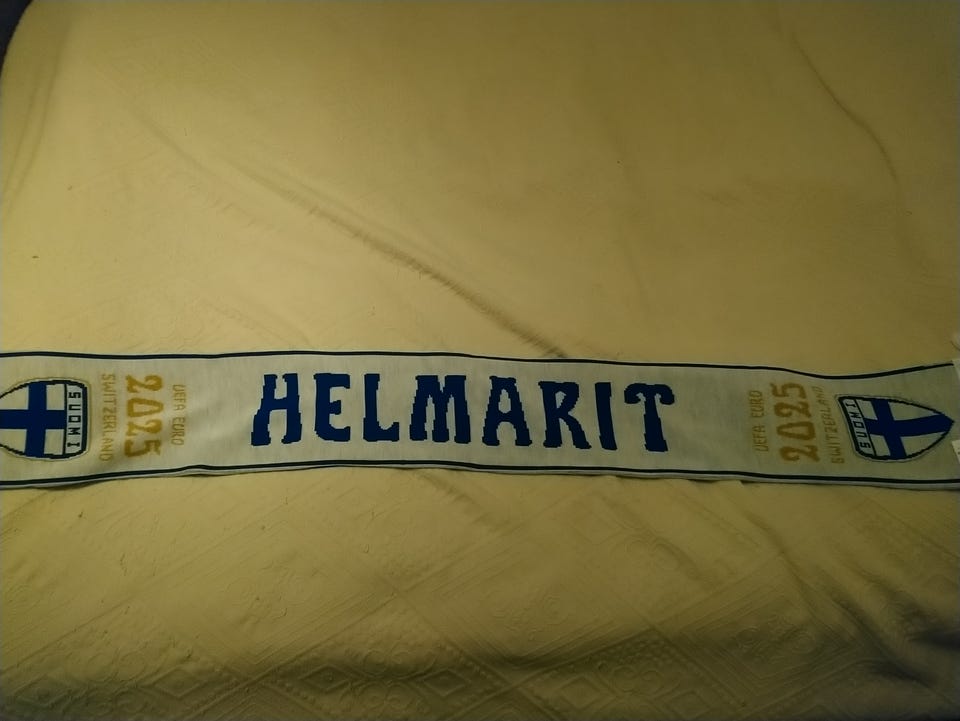 SUOMI
UEFA EURO
2025
SWITZERLAND
HELMARIT
UEFA EURO
2025
SWITZERLAND
SUOMI